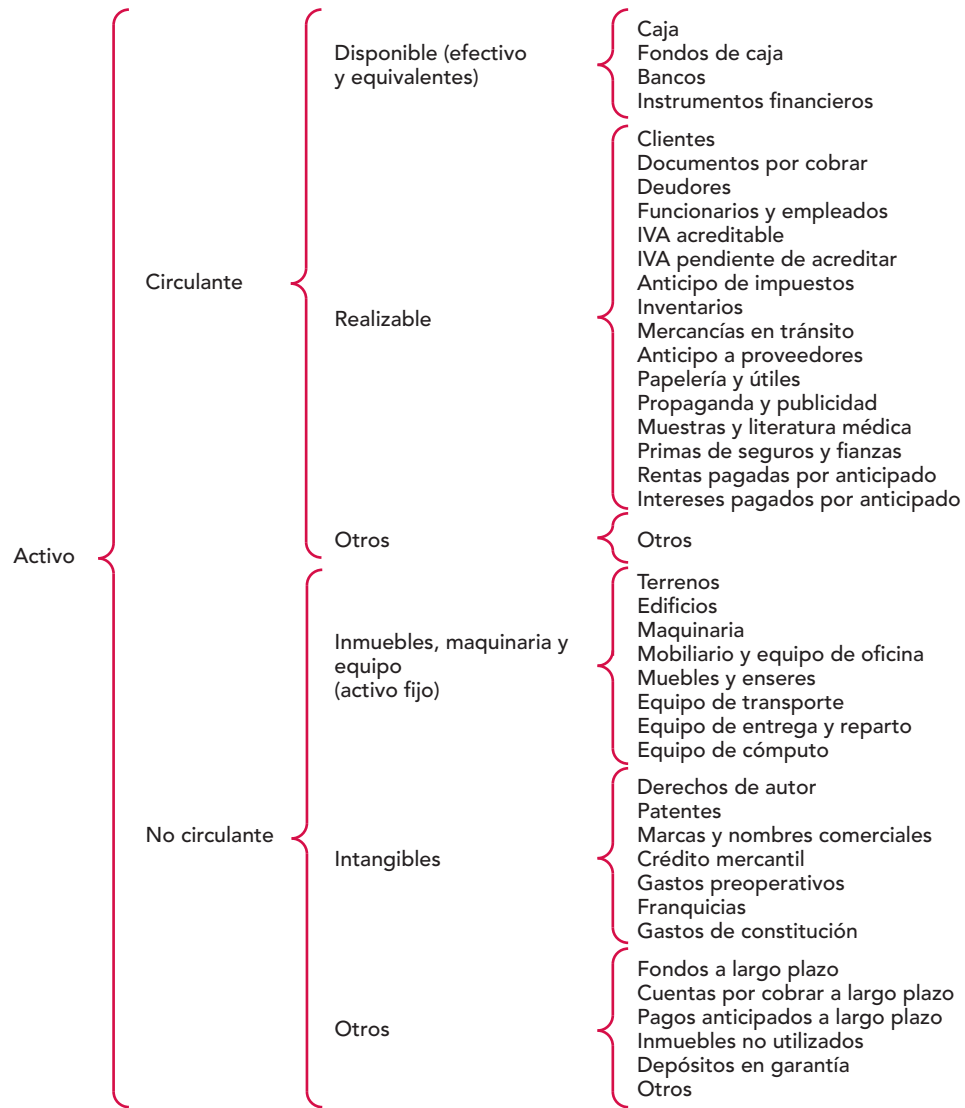 Activo
Circulante
Disponible (efectivo
y equivalentes)
Caja
Fondos de caja
Bancos
Instrumentos financieros
Realizable
Clientes
Documentos por cobrar
Deudores
Funcionarios y empleados
IVA acreditable
IVA pendiente de acreditar
Anticipo de impuestos
Inventarios
Mercancías en tránsito
Anticipo a proveedores
Papelería y útiles
Propaganda y publicidad
Muestras y literatura médica
Primas de seguros y fianzas
Rentas pagadas por anticipado
Intereses pagados por anticipado
Otros
Otros
No circulante
Inmuebles, maquinaria y
equipo
(activo fijo)
Terrenos
Edificios
Maquinaria
Mobiliario y equipo de oficina
Muebles y enseres
Equipo de transporte
Equipo de entrega y reparto
Equipo de cómputo
Intangibles
Derechos de autor
Patentes
Marcas y nombres comerciales
Crédito mercantil
Gastos preoperativos
Franquicias
Gastos de constitución
Otros
Fondos a largo plazo
Cuentas por cobrar a largo plazo
Pagos anticipados a largo plazo
Inmuebles no utilizados
Depósitos en garantía
Otros